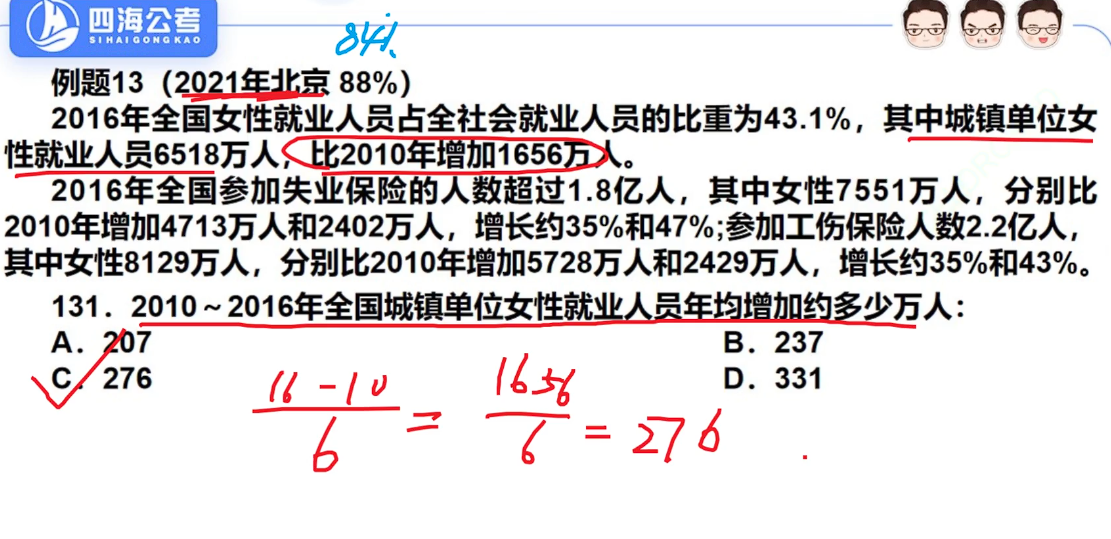 四海公考
SIHAIGONGKAO
例题13（2021年北京 88%）
2016年全国女性就业人员占全社会就业人员的比重为43.1%，其中城镇单位女
性就业人员6518万人，比2010年增加1656万人。
2016年全国参加失业保险的人数超过1.8亿人，其中女性7551万人，分别比
2010年增加4713万人和2402万人，增长约35%和47%;参加工伤保险人数2.2亿人，
其中女性8129万人，分别比2010年增加5728万人和2429万人，增长约35%和43%。
131．2010～2016年全国城镇单位女性就业人员年均增加约多少万人：
A．207
B．237
C．276
D．331
16-10
6
=
1656
6
=276